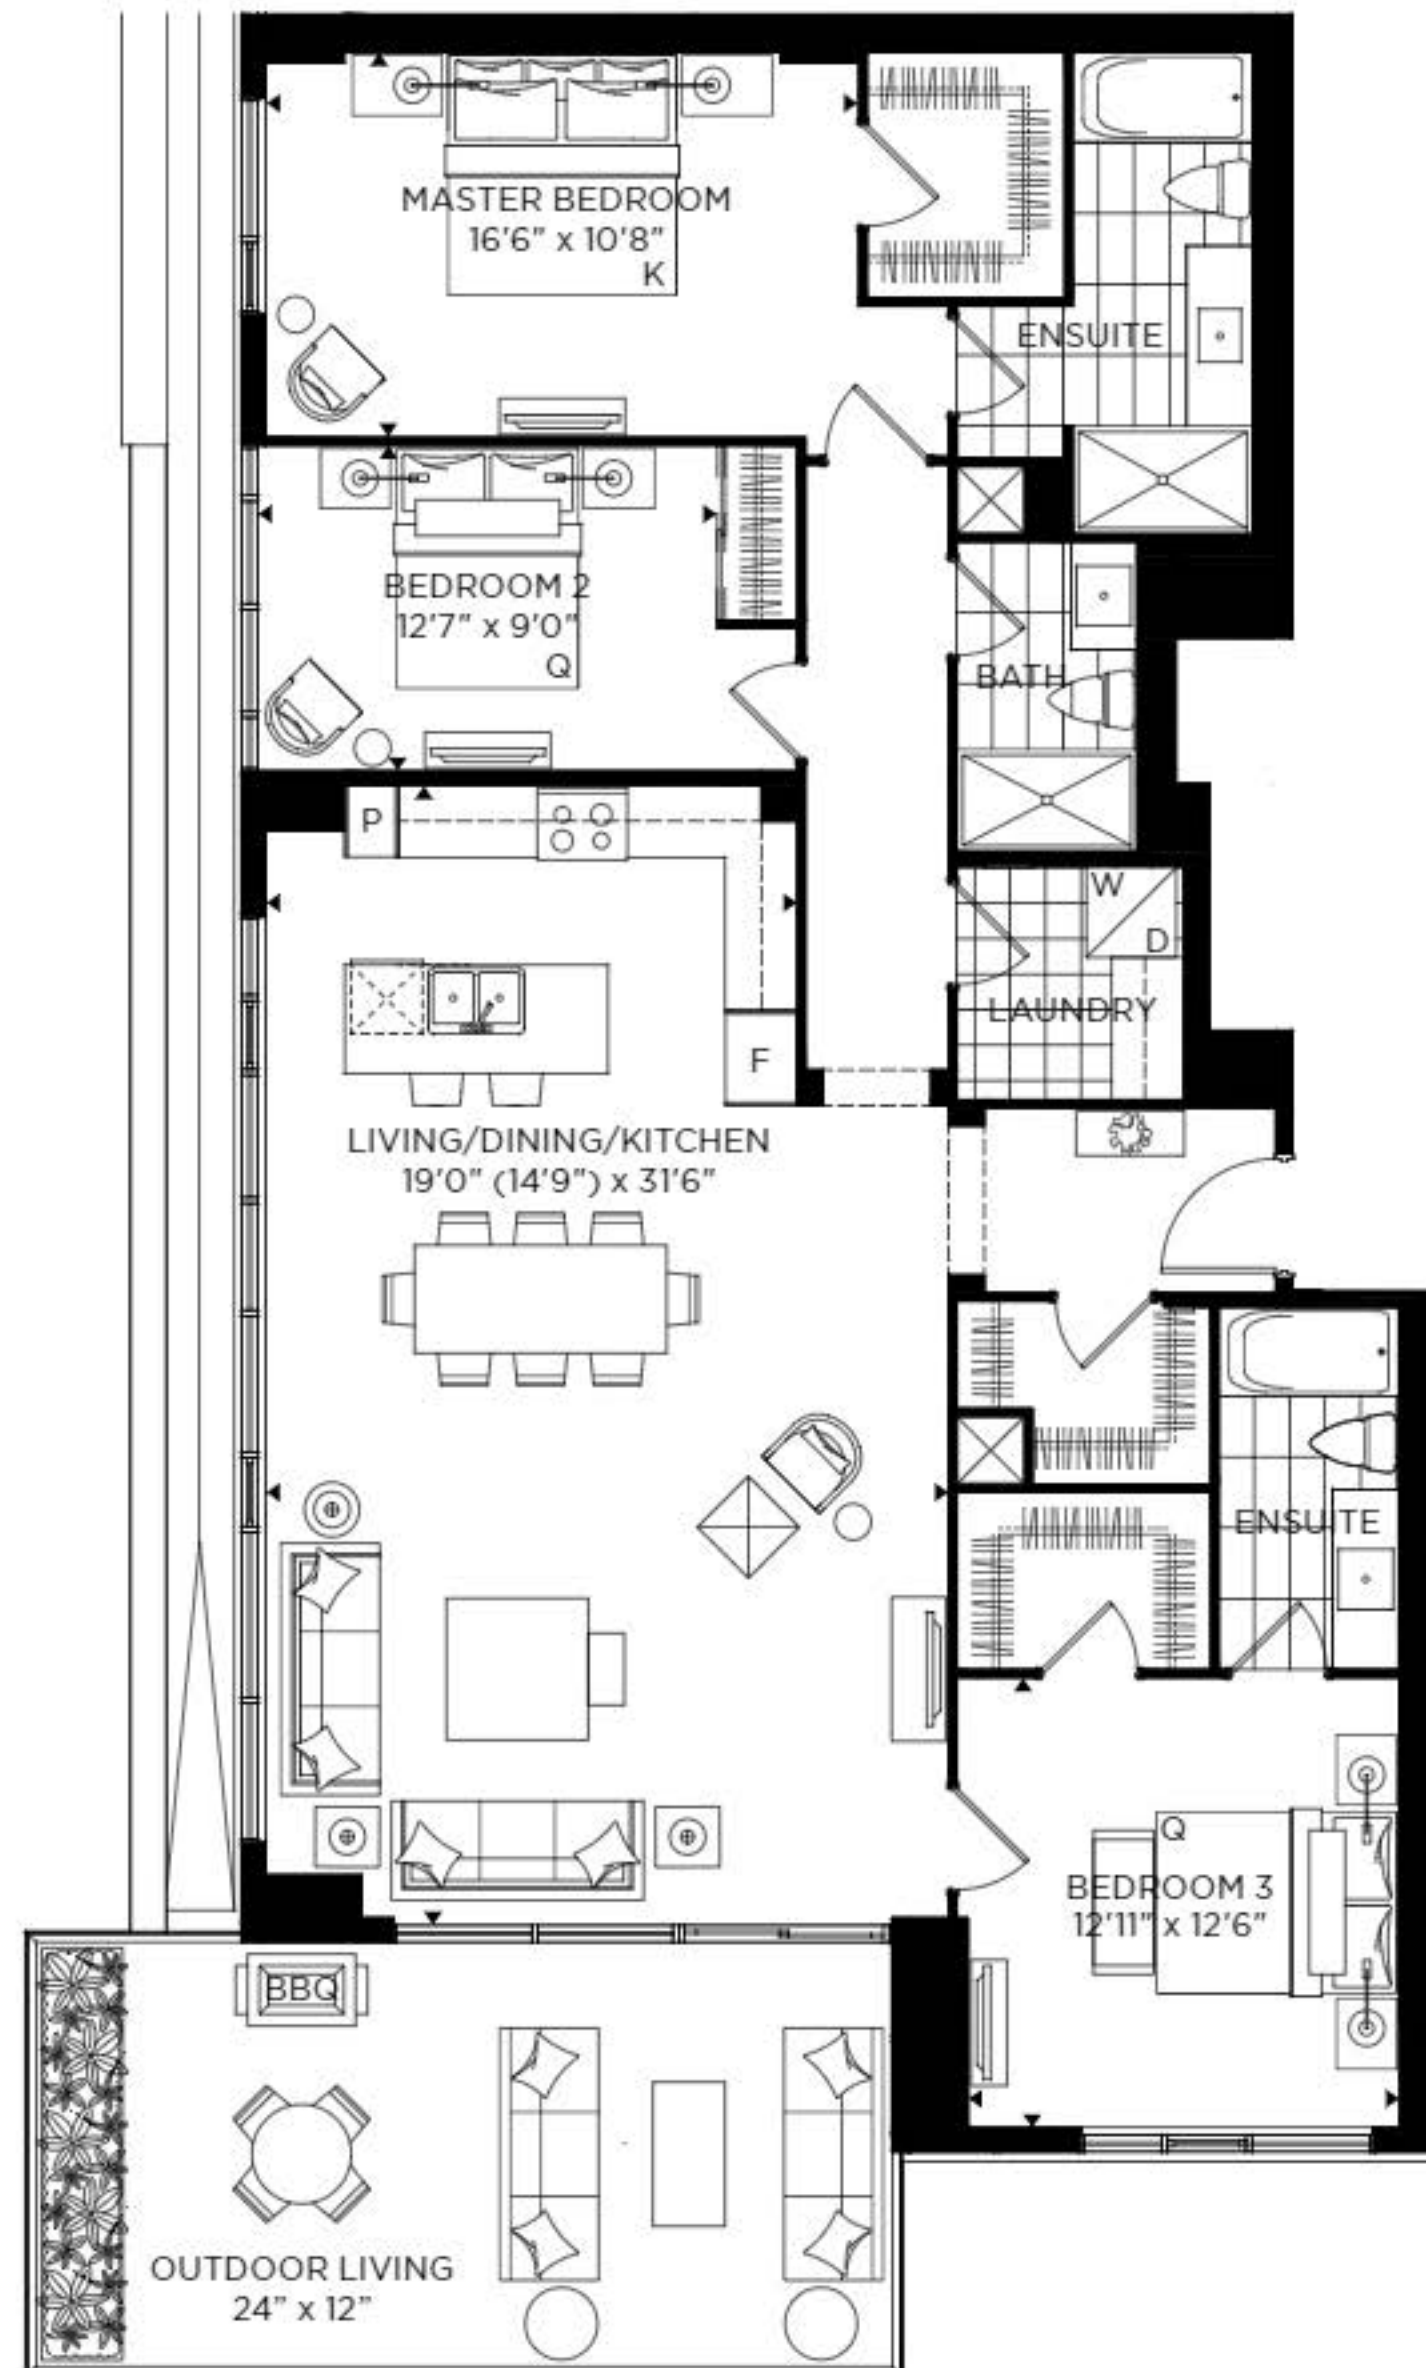 MASTER BEDROOM
16'6" x 10'8"
K
ENSUITE
BEDROOM 2
12'7" x 9'0"
Q
BATH
P
W
D
LAUNDRY
F
LIVING/DINING/KITCHEN
19'0" (14'9") x 31'6"
ENSUITE
Q
BEDROOM 3
12'11" x 12'6"
BBQ
OUTDOOR LIVING
24" x 12"